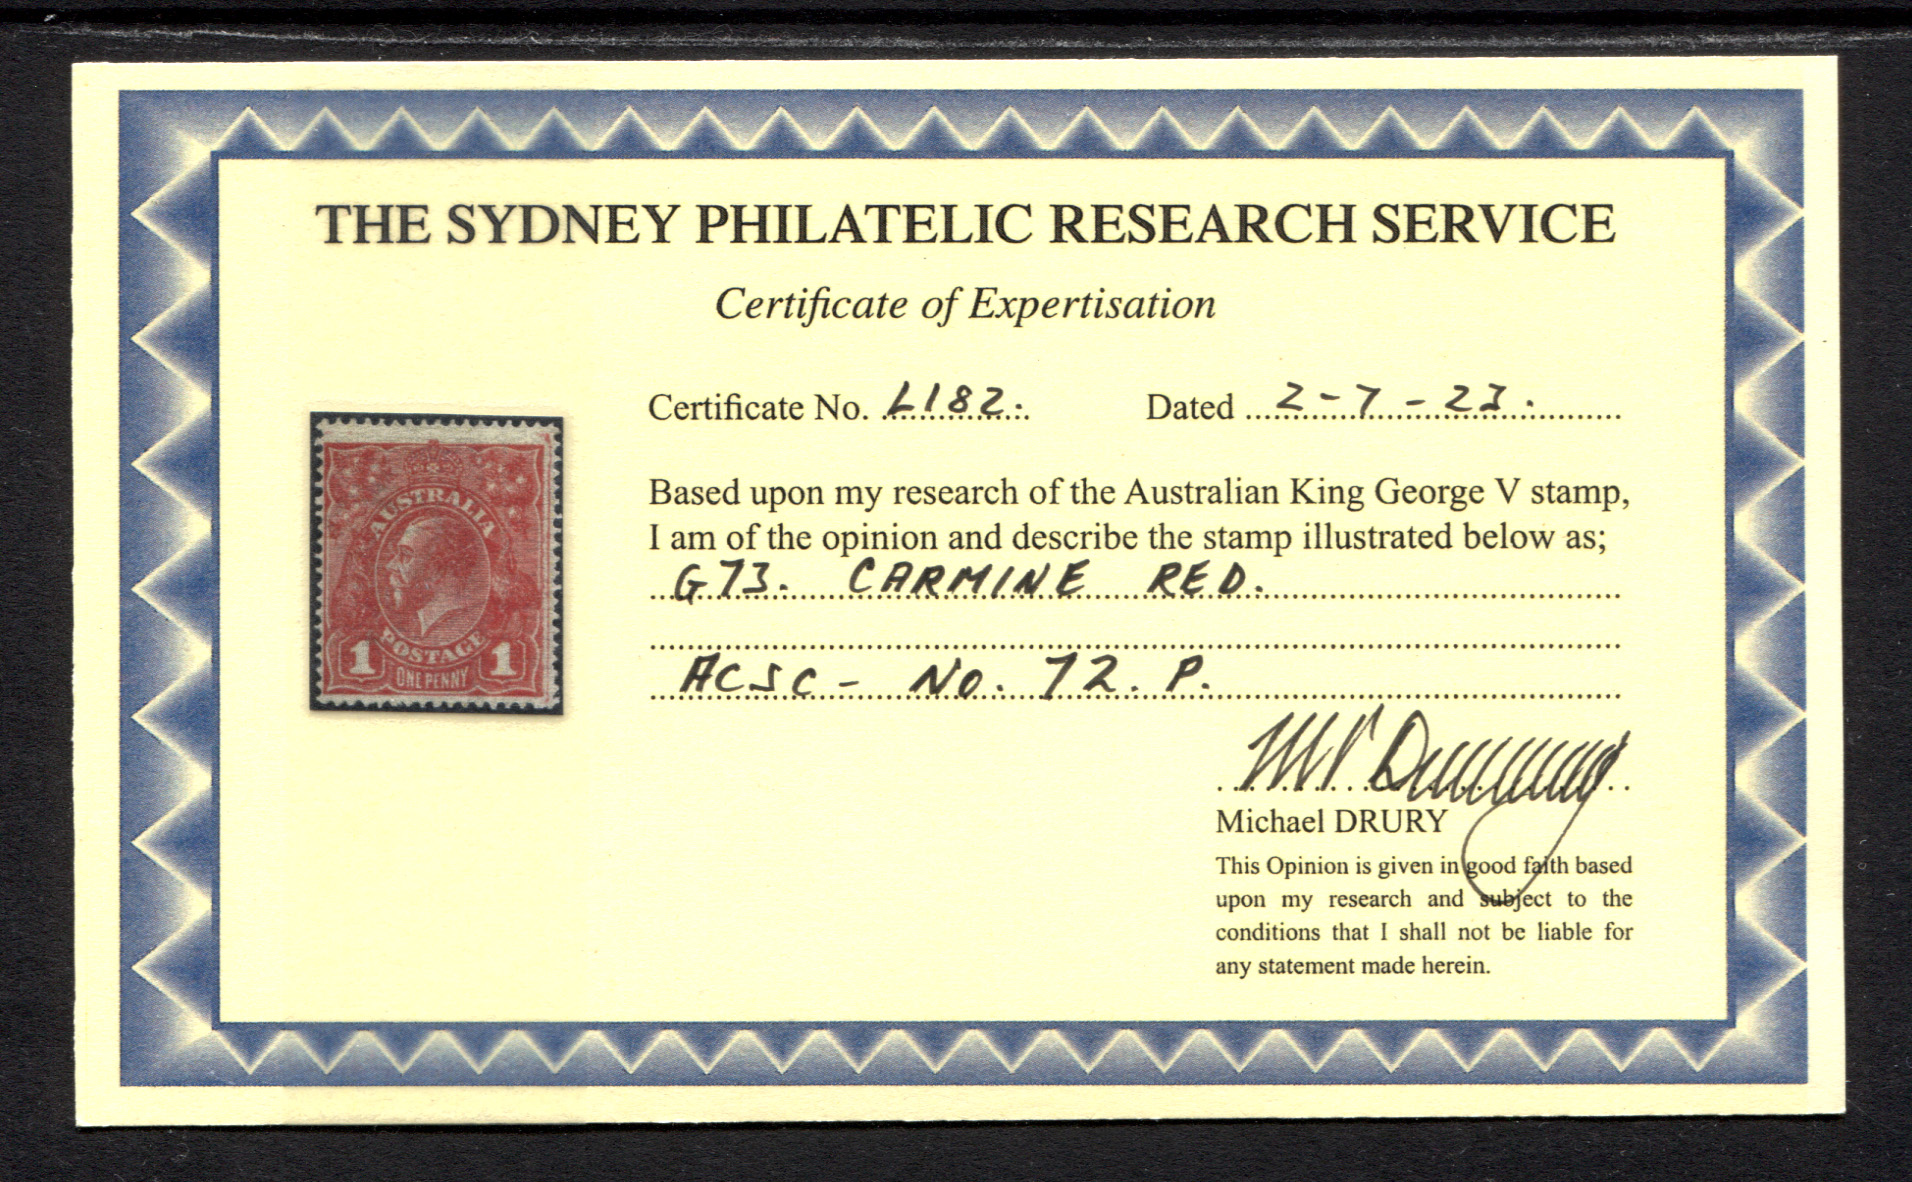 THE SYDNEY PHILATELIC RESEARCH SERVICE
Certificate of Expertisation
Certificate No. L182. Dated 2-7-23.
Based upon my research of the Australian King George V stamp,
I am of the opinion and describe the stamp illustrated below as;
G73. CARMINE RED.
ACSC - No. 72. P.
AUSTRALIA
POSTAGE
1 1
ONE PENNY
Michael DRURY
This Opinion is given in good faith based
upon my research and subject to the
conditions that I shall not be liable for
any statement made herein.